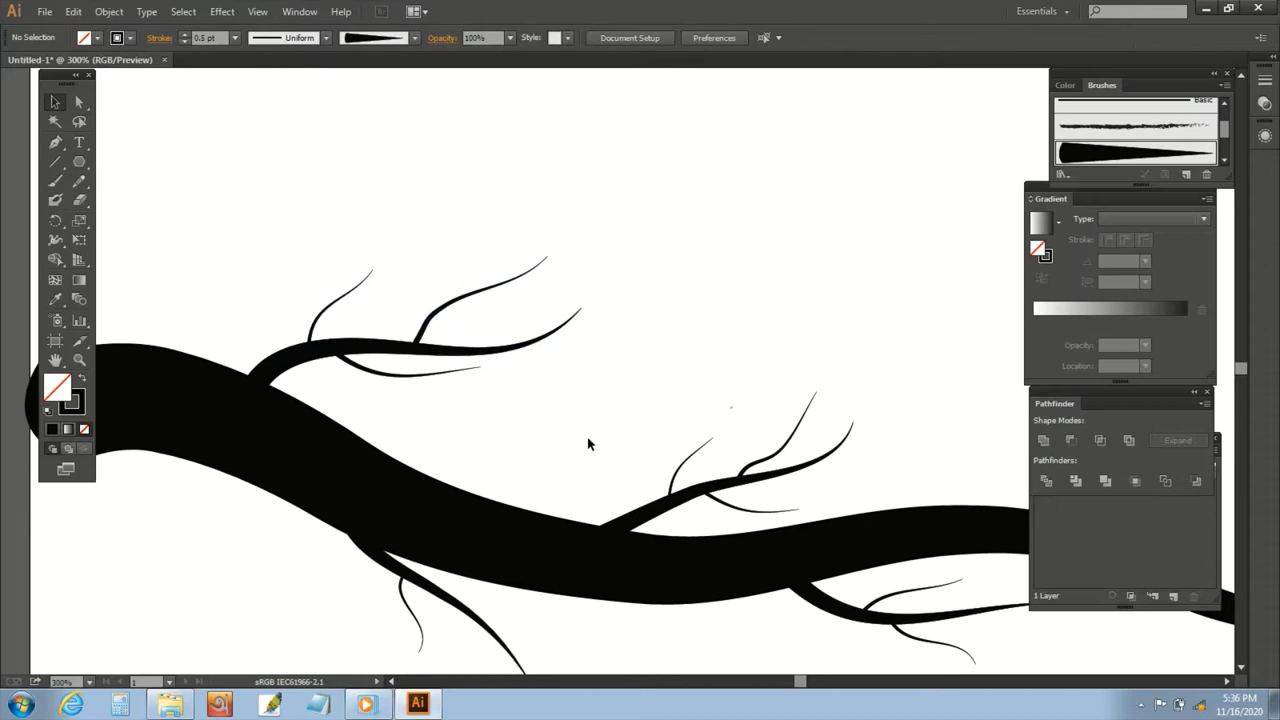 Ai File Edit Object Type Select Effect View Window Help Essentials
No Selection Stroke: 0.5 pt Uniform Opacity: 100% Style: Document Setup Preferences
Untitled-1* @ 300% (RGB/Preview)
Color Brushes
Basic
Gradient
Type:
Stroke:
Opacity:
Location:
Pathfinder
Shape Modes:
Expand
Pathfinders:
1 Layer
300% 1 sRGB IEC61966-2.1
Ai
5:36 PM
11/16/2020